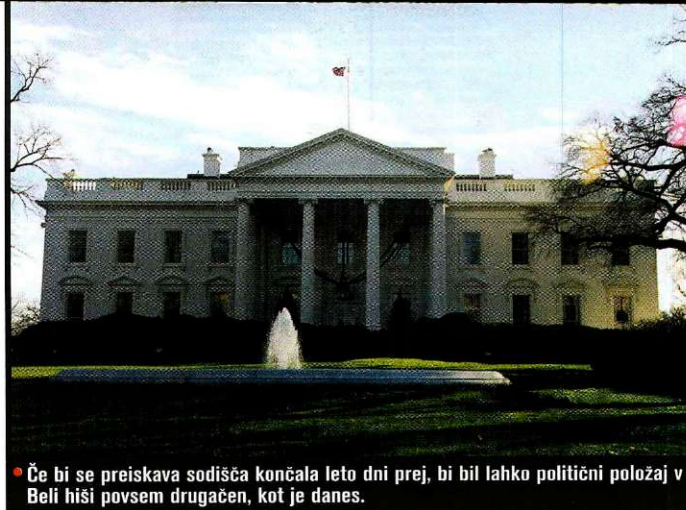 Če bi se preiskava sodišča končala leto dni prej, bi bil lahko politični položaj v
Beli hiši povsem drugačen, kot je danes.